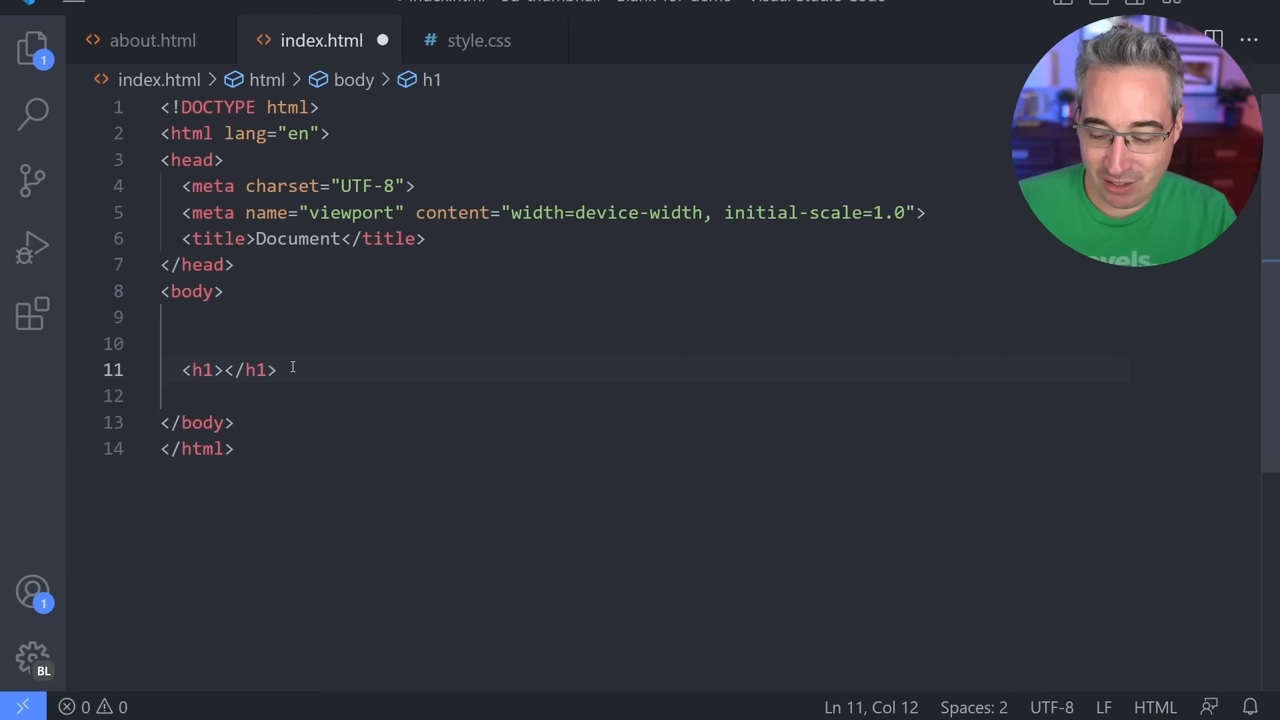 about.html
index.html
# style.css
index.html > html > body > h1
1 <!DOCTYPE html>
2 <html lang="en">
3 <head>
4 <meta charset="UTF-8">
5 <meta name="viewport" content="width=device-width, initial-scale=1.0">
6 <title>Document</title>
7 </head>
8 <body>
9
10
11 <h1></h1>
12
13 </body>
14 </html>
1
1
BL
0 0
Ln 11, Col 12
Spaces: 2
UTF-8
LF
HTML